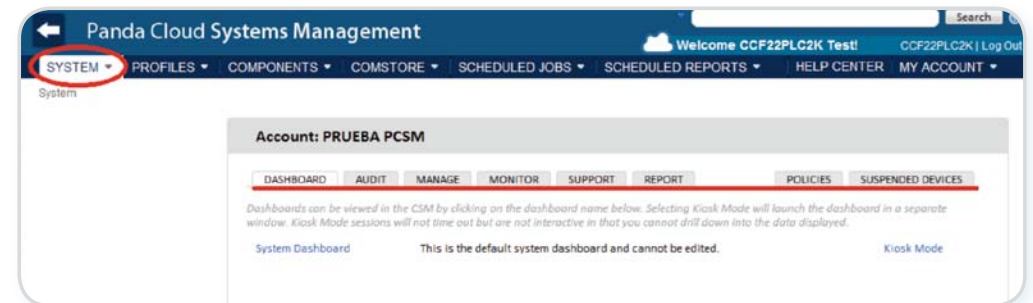 Panda Cloud Systems Management
Search
Welcome CCF22PLC2K Test!
CCF22PLC2K | Log Out
SYSTEM PROFILES COMPONENTS COMSTORE SCHEDULED JOBS SCHEDULED REPORTS HELP CENTER MY ACCOUNT
System
Account: PRUEBA PCSM
DASHBOARD AUDIT MANAGE MONITOR SUPPORT REPORT POLICIES SUSPENDED DEVICES
Dashboards can be viewed in the CSM by clicking on the dashboard name below. Selecting Kiosk Mode will launch the dashboard in a separate
window. Kiosk Mode sessions will not time out but are not interactive in that you cannot drill down into the data displayed.
System Dashboard This is the default system dashboard and cannot be edited. Kiosk Mode